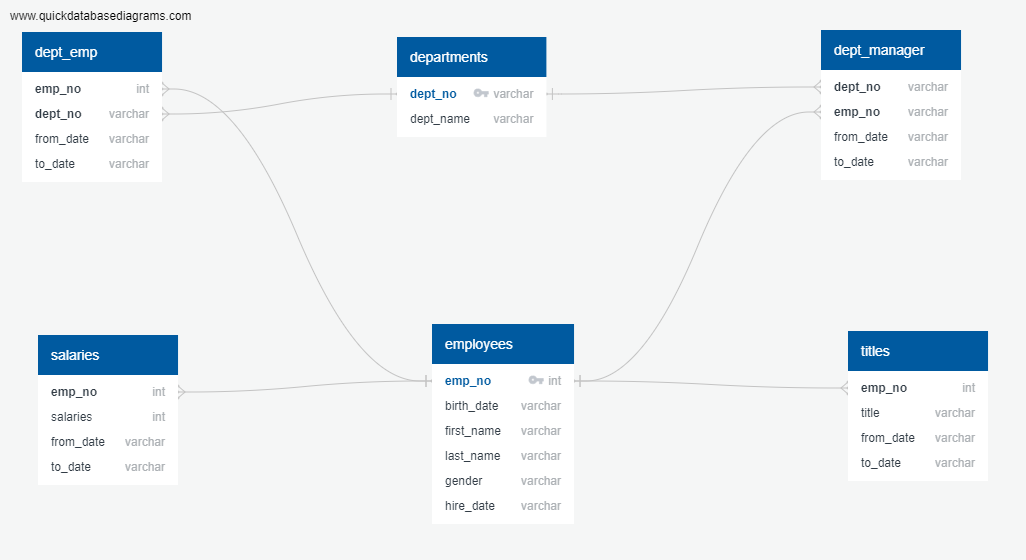 www.quickdatabasediagrams.com
dept_emp
emp_no int
dept_no varchar
from_date varchar
to_date varchar
departments
dept_no varchar
dept_name varchar
dept_manager
dept_no varchar
emp_no varchar
from_date varchar
to_date varchar
salaries
emp_no int
salaries int
from_date varchar
to_date varchar
employees
emp_no int
birth_date varchar
first_name varchar
last_name varchar
gender varchar
hire_date varchar
titles
emp_no int
title varchar
from_date varchar
to_date varchar